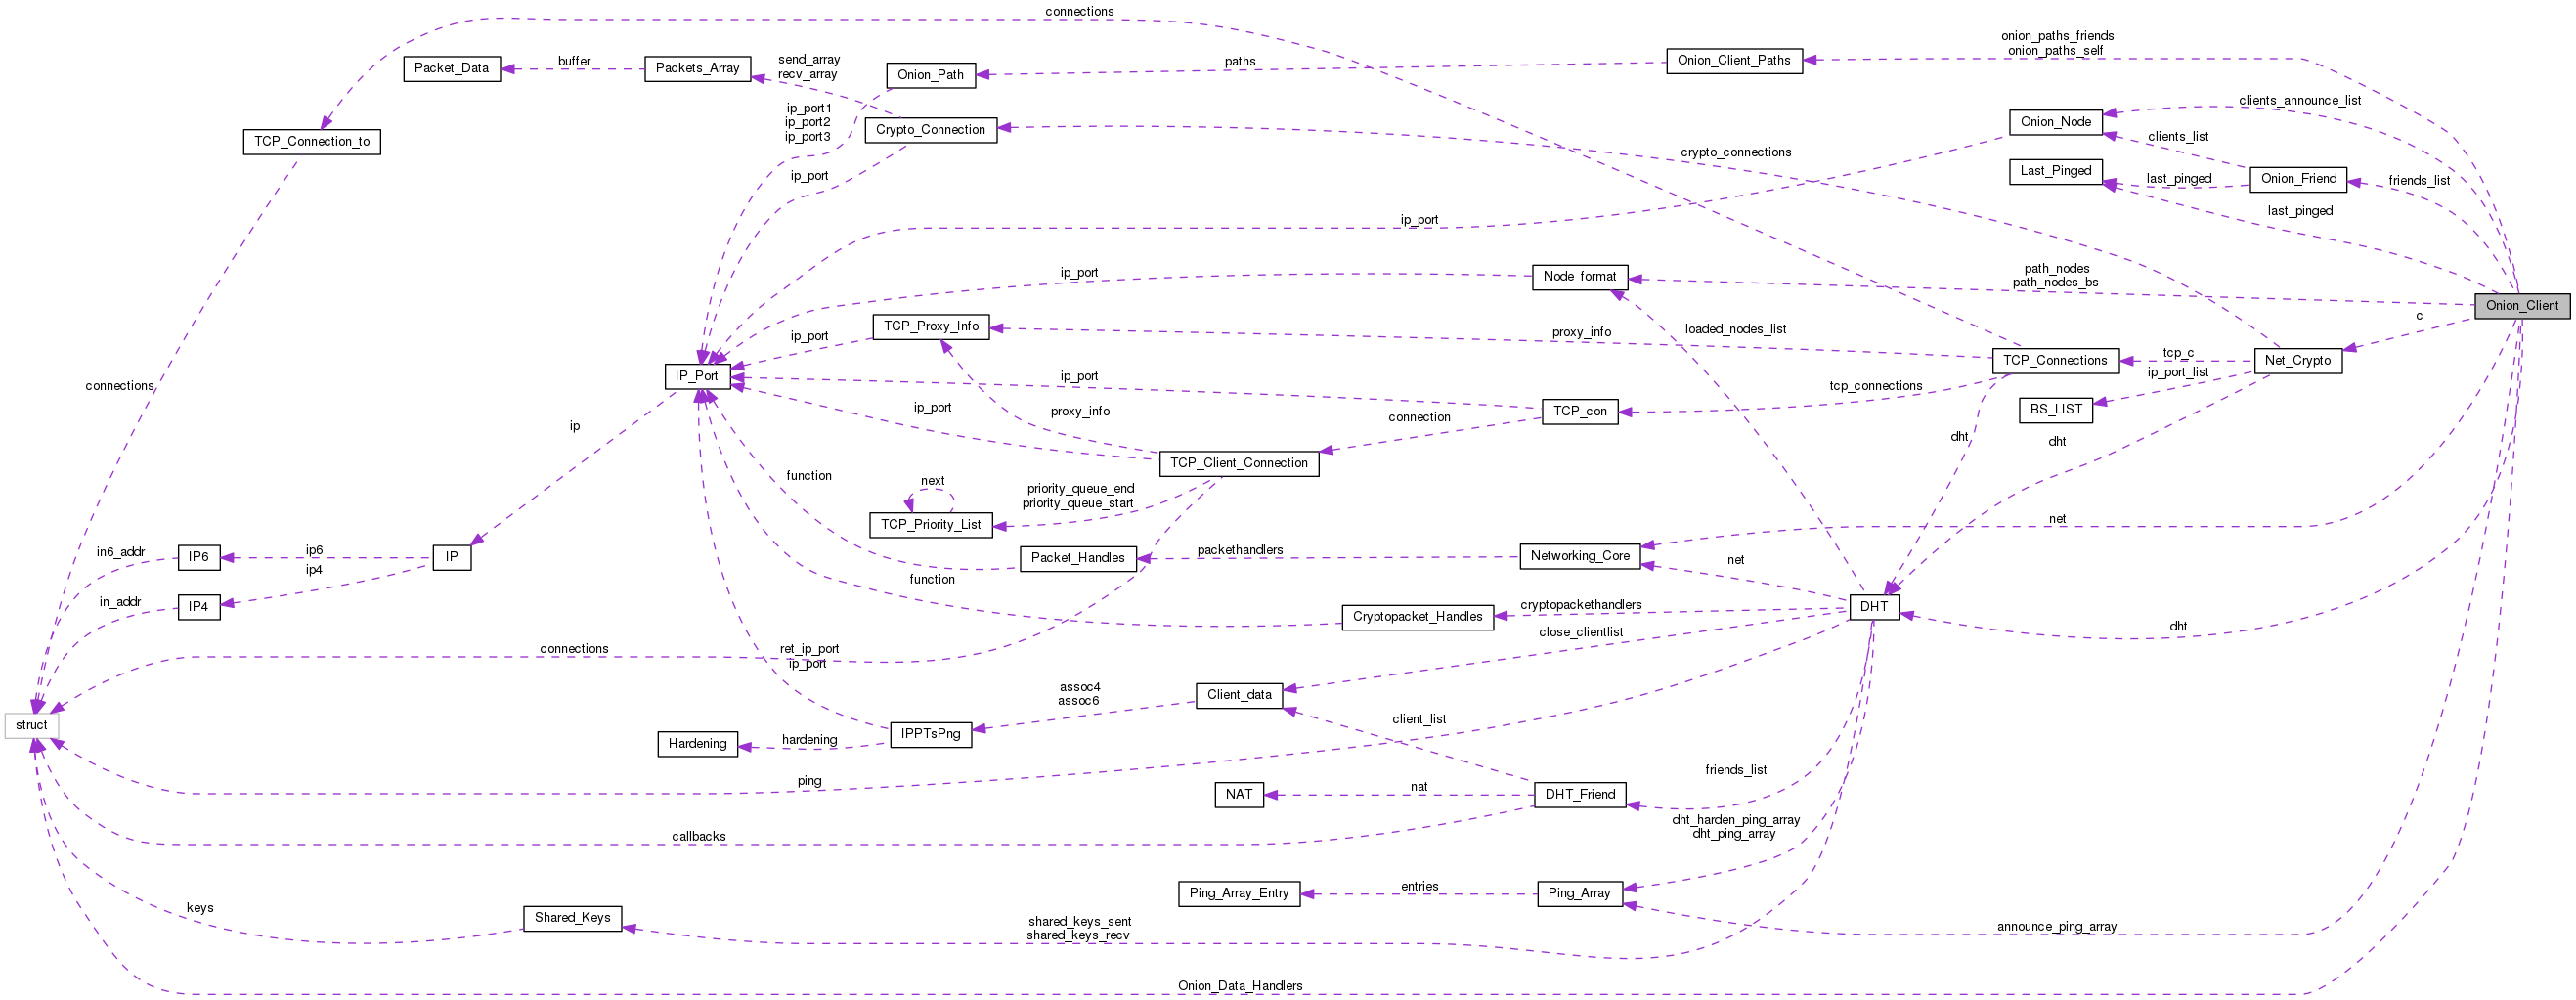 connections
onion_paths_friends
onion_paths_self
Packet_Data
buffer
Packets_Array
send_array
recv_array
Onion_Path
paths
Onion_Client_Paths
ip_port1
ip_port2
ip_port3
Crypto_Connection
clients_announce_list
Onion_Node
TCP_Connection_to
clients_list
crypto_connections
ip_port
Last_Pinged
last_pinged
Onion_Friend
friends_list
last_pinged
ip_port
ip_port
Node_format
path_nodes
path_nodes_bs
Onion_Client
TCP_Proxy_Info
ip_port
proxy_info
loaded_nodes_list
c
IP_Port
ip_port
TCP_Connections
tcp_c
Net_Crypto
ip_port_list
connections
tcp_connections
ip_port
proxy_info
connection
TCP_con
BS_LIST
ip
dht
dht
TCP_Client_Connection
function
next
priority_queue_end
priority_queue_start
TCP_Priority_List
net
in6_addr
IP6
ip6
IP
Packet_Handles
packethandlers
Networking_Core
net
ip4
function
in_addr
IP4
Cryptopacket_Handles
cryptopackethandlers
DHT
close_clientlist
dht
connections
ret_ip_port
ip_port
assoc4
assoc6
Client_data
client_list
struct
Hardening
hardening
IPPTsPng
ping
friends_list
NAT
nat
DHT_Friend
callbacks
dht_harden_ping_array
dht_ping_array
Ping_Array_Entry
entries
Ping_Array
keys
Shared_Keys
shared_keys_sent
shared_keys_recv
announce_ping_array
Onion_Data_Handlers